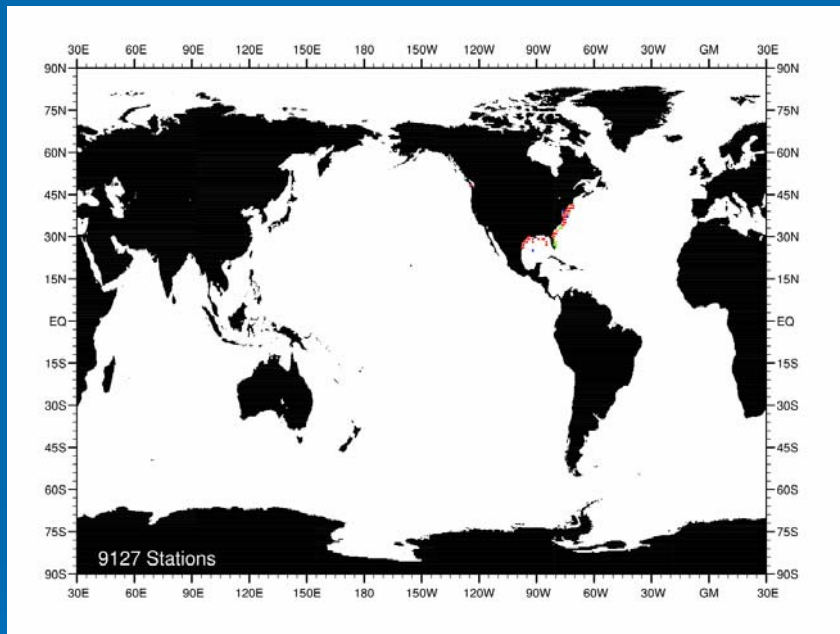 30E 60E 90E 120E 150E 180 150W 120W 90W 60W 30W GM 30E
90N 90N
75N 75N
60N 60N
45N 45N
30N 30N
15N 15N
EQ EQ
15S 15S
30S 30S
45S 45S
60S 60S
75S 75S
9127 Stations
90S 90S
30E 60E 90E 120E 150E 180 150W 120W 90W 60W 30W GM 30E